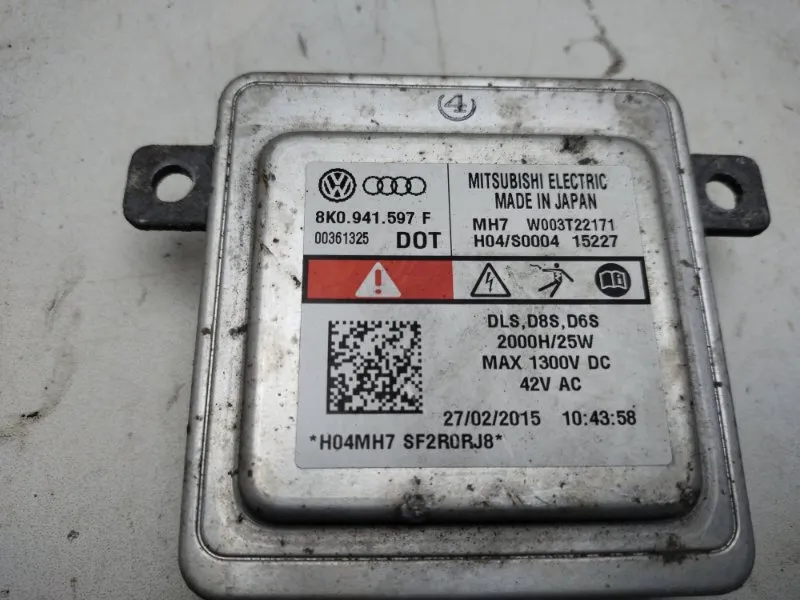 4
8K0.941.597 F
00361325 DOT
MITSUBISHI ELECTRIC
MADE IN JAPAN
MH7 W003T22171
H04/S0004 15227
DLS,D8S,D6S
2000H/25W
MAX 1300V DC
42V AC
27/02/2015 10:43:58
*H04MH7 SF2R0RJ8*